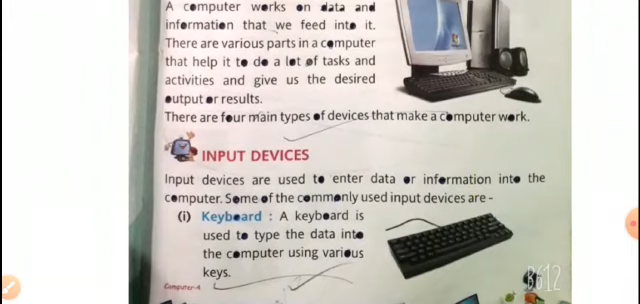 A computer works on data and
information that we feed into it.
There are various parts in a computer
that help it to do a lot of tasks and
activities and give us the desired
output or results.
There are four main types of devices that make a computer work.
INPUT DEVICES
Input devices are used to enter data or information into the
computer. Some of the commonly used input devices are -
(i) Keyboard : A keyboard is
used to type the data into
the computer using various
keys.
Computer-4
B612